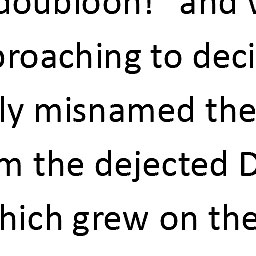 doubloon!" and v
proaching to deci
ly misnamed the
m the dejected D
hich grew on the